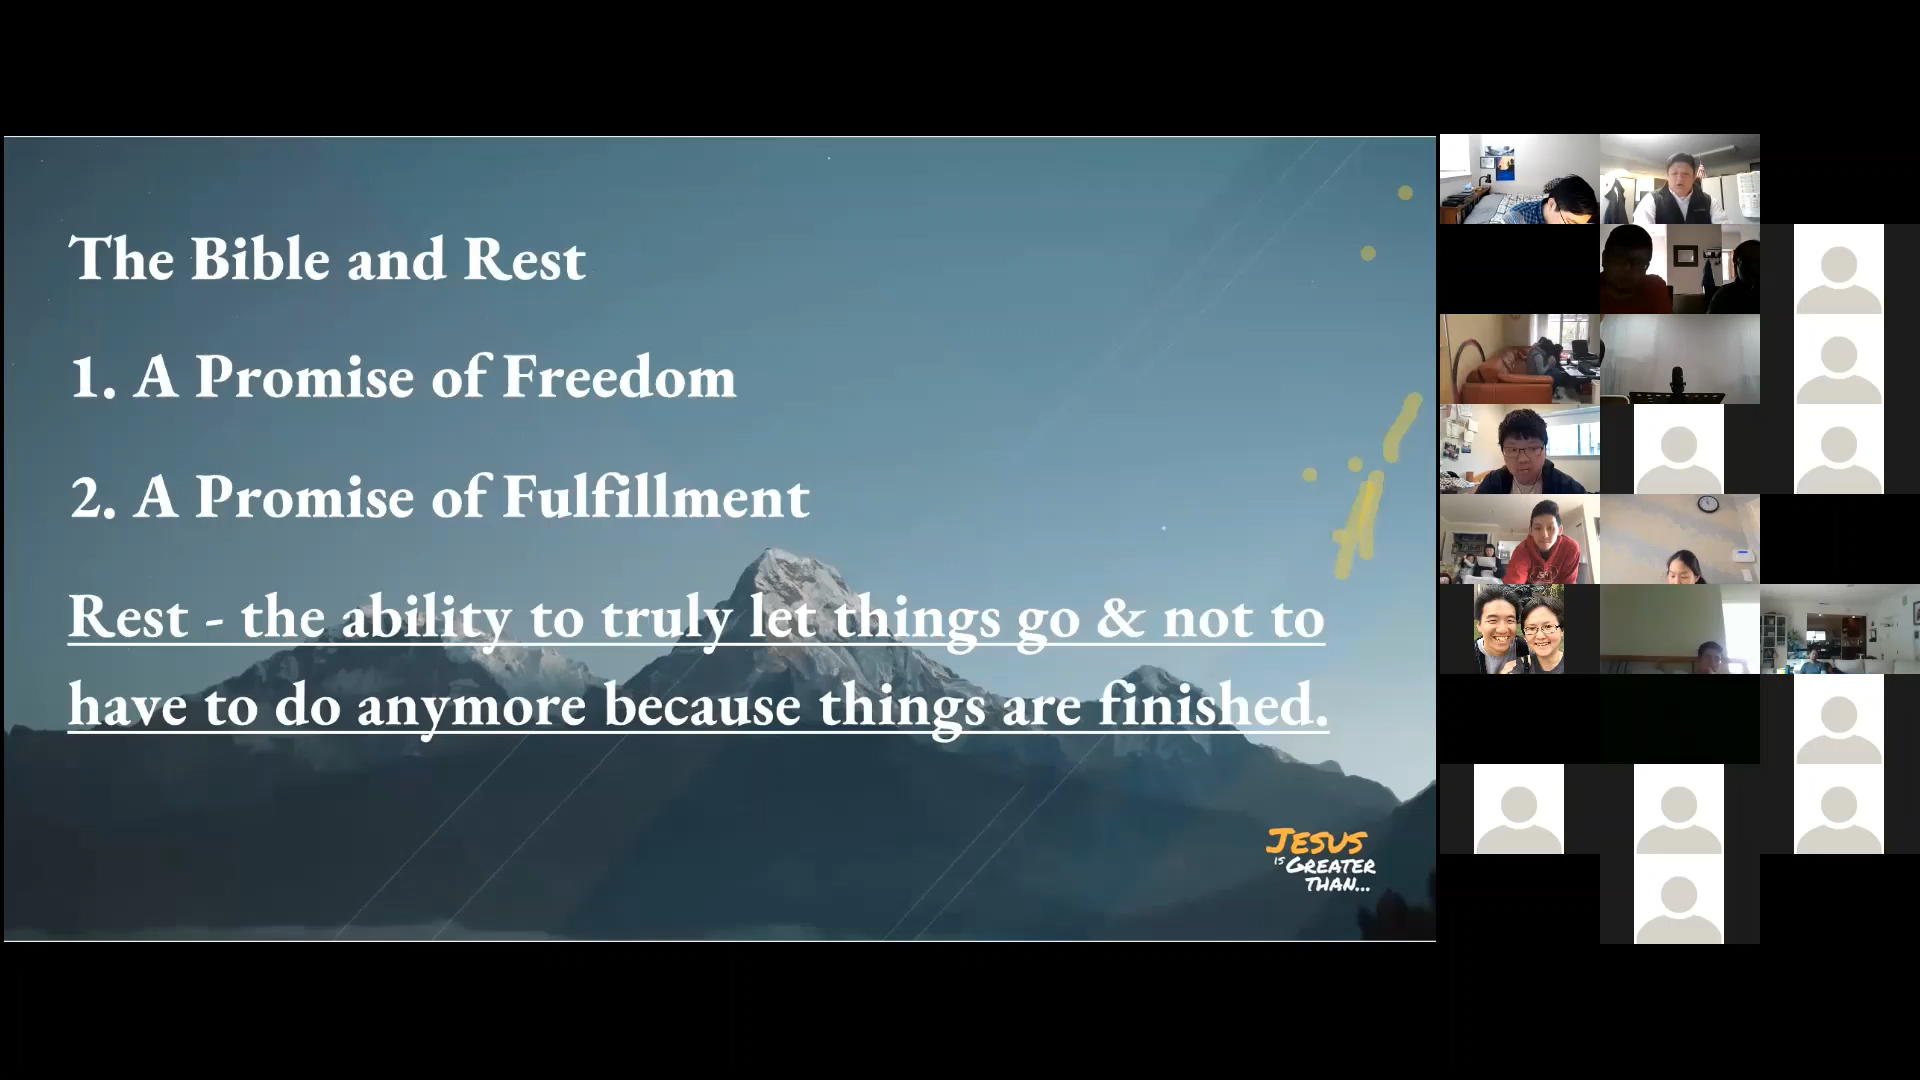 The Bible and Rest
1. A Promise of Freedom
2. A Promise of Fulfillment
Rest - the ability to truly let things go & not to
have to do anymore because things are finished.
JESUS
IS GREATER
THAN...